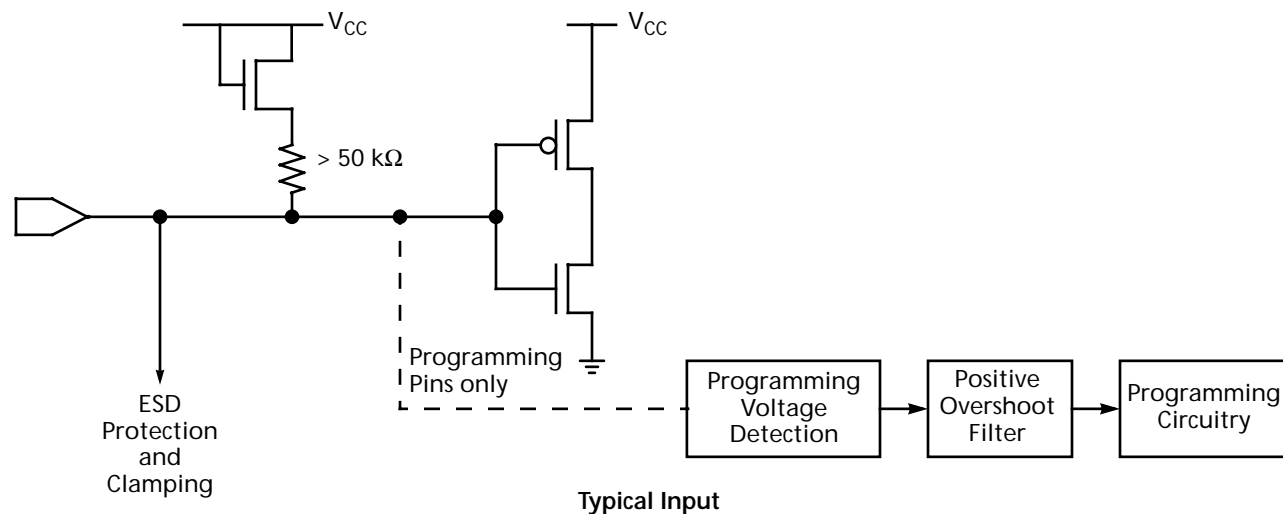 VCC
VCC
> 50 kΩ
Programming
Pins only
ESD
Protection
and
Clamping
Programming
Voltage
Detection
Positive
Overshoot
Filter
Programming
Circuitry
Typical Input